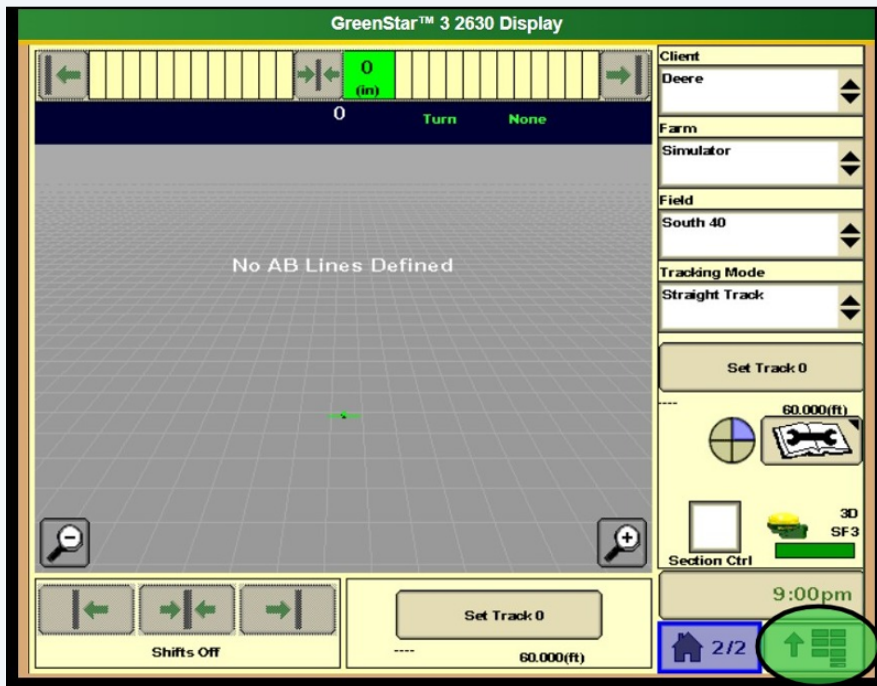 GreenStar™ 3 2630 Display
0
(in)
0 Turn None
No AB Lines Defined
Client
Deere
Farm
Simulator
Field
South 40
Tracking Mode
Straight Track
Set Track 0
---- 60.000(ft)
3D
SF3
Section Ctrl
9:00pm
Shifts Off
Set Track 0
---- 60.000(ft)
2/2